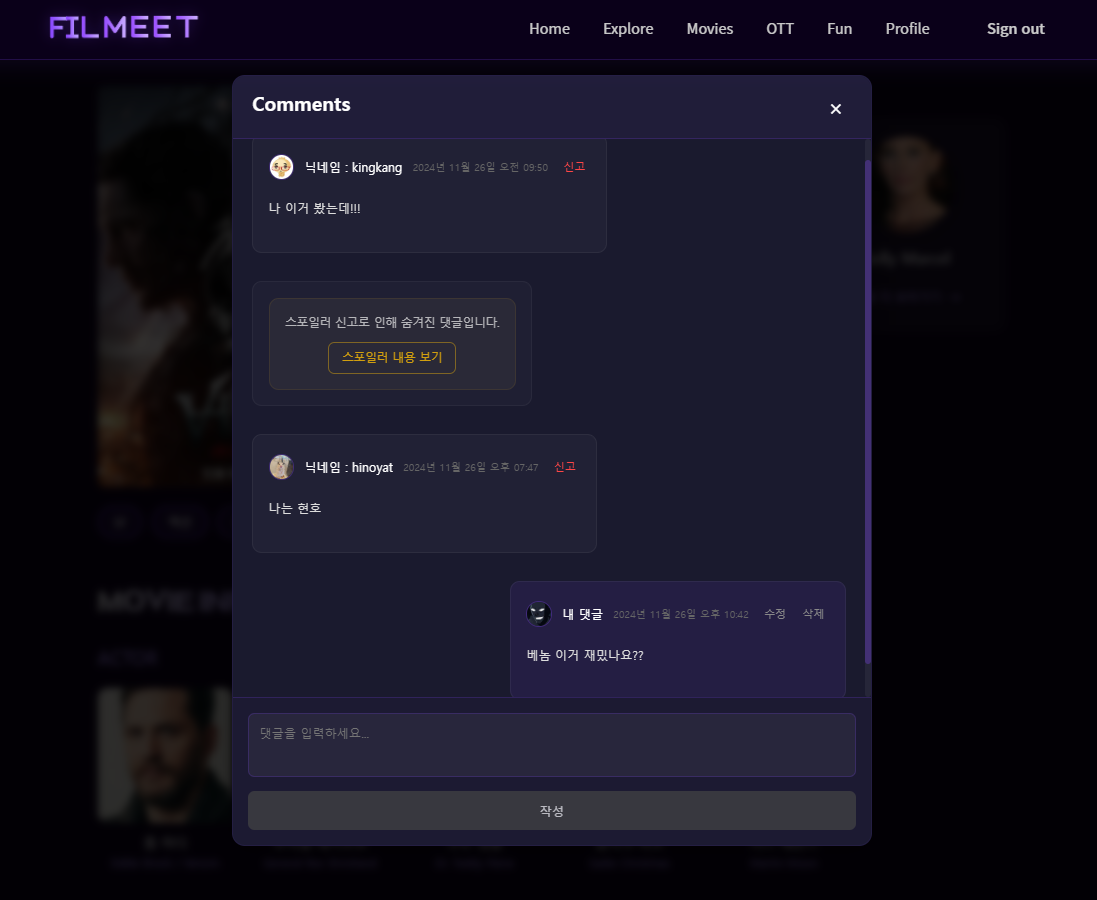 FILMEET
Home Explore Movies OTT Fun Profile Sign out
Comments ×
닉네임 : kingkang 2024년 11월 26일 오전 09:50 신고
나 이거 봤는데!!!
스포일러 신고로 인해 숨겨진 댓글입니다.
스포일러 내용 보기
닉네임 : hinoyat 2024년 11월 26일 오후 07:47 신고
나는 현호
내 댓글 2024년 11월 26일 오후 10:42 수정 삭제
베놈 이거 재밌나요??
댓글을 입력하세요...
작성
MOVIE IN
ACTOR